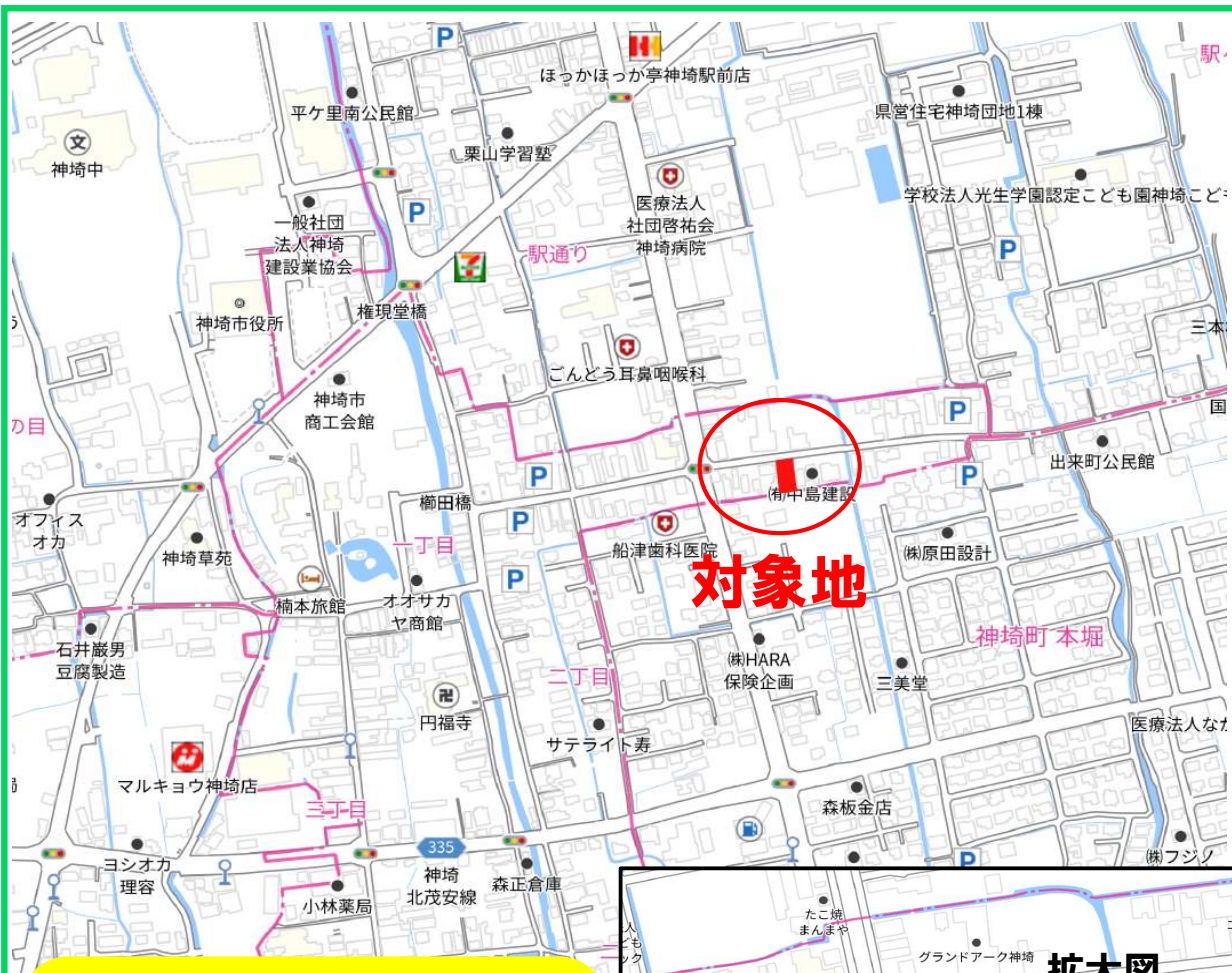 P
ほっかほっか亭神埼駅前店
平ケ里南公民館
県営住宅神埼団地1棟
文
神埼中
栗山学習塾
医療法人
社団啓祐会
神埼病院
学校法人光生学園認定こども園神埼こども
P
一般社団
法人神埼
建設業協会
駅通り
P
7
神埼市役所
権現堂橋
三本
ごんどう耳鼻咽喉科
神埼市
商工会館
の目
P
国
出来町公民館
P
P
㈲中島建設
櫛田橋
P
オフィス
オカ
神埼草苑
一丁目
船津歯科医院
㈱原田設計
対象地
P
楠本旅館
オオサカ
ヤ商館
石井巌男
豆腐製造
神埼町 本堀
㈱HARA
保険企画
二丁目
三美堂
卍
円福寺
サテライト寿
医療法人なか
マルキョウ神埼店
三丁目
森板金店
335
神埼
北茂安線
ヨシオカ
理容
森正倉庫
小林薬局
P
㈱フジノ
たこ焼
まんまや
グランドアーク神埼
拡大図